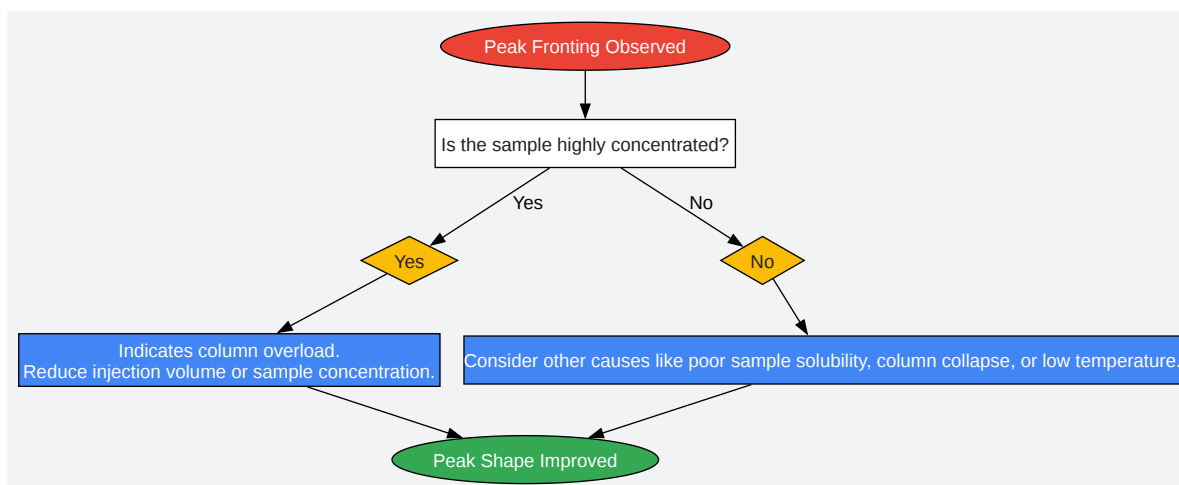 Peak Fronting Observed
Is the sample highly concentrated?
Yes
No
Yes
No
Indicates column overload.
Reduce injection volume or sample concentration.
Consider other causes like poor sample solubility, column collapse, or low temperature.
Peak Shape Improved